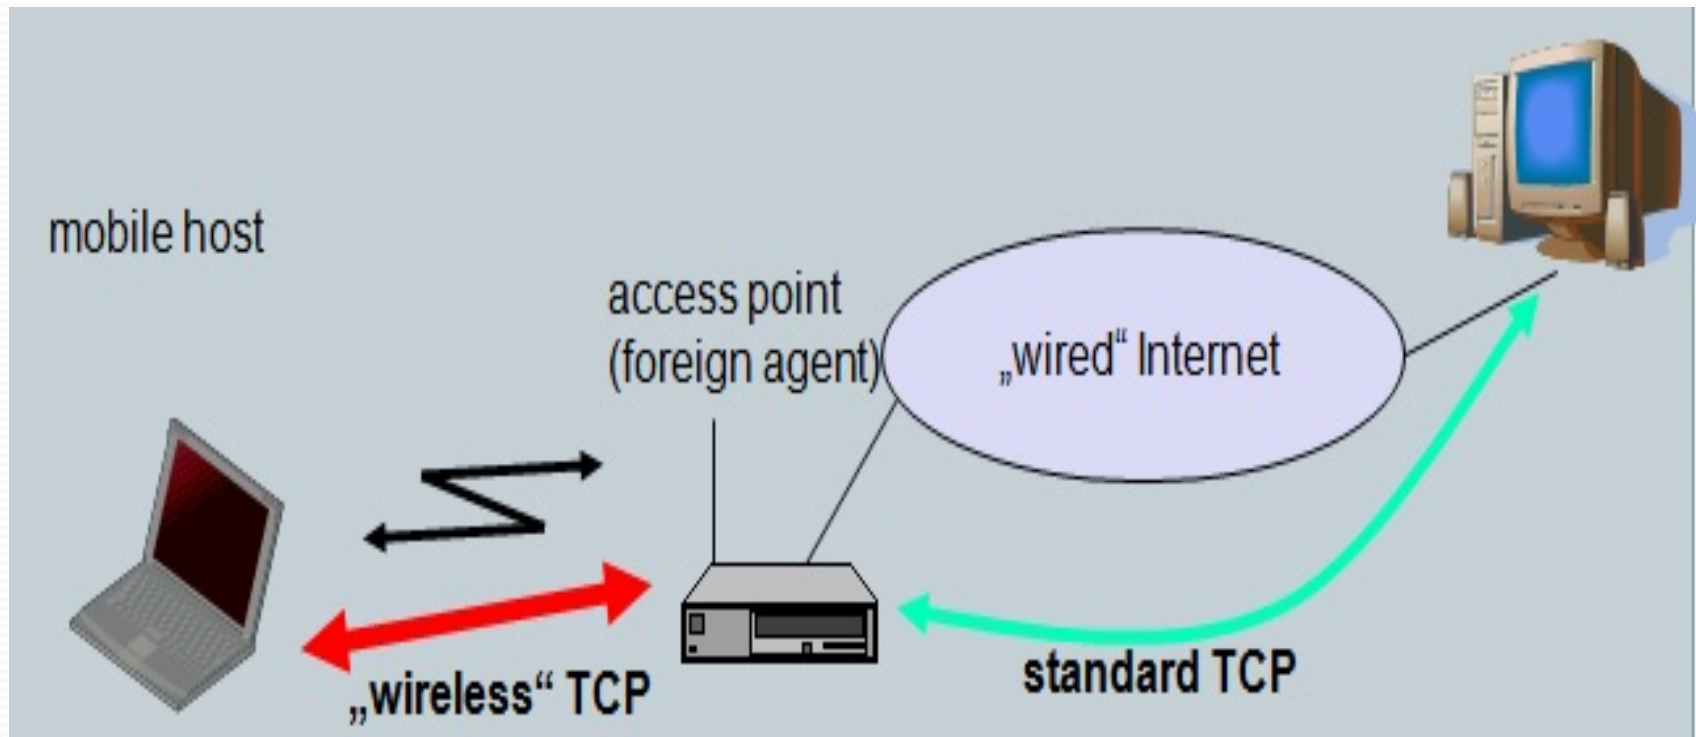 mobile host
access point
(foreign agent)
„wired“ Internet
„wireless“ TCP
standard TCP